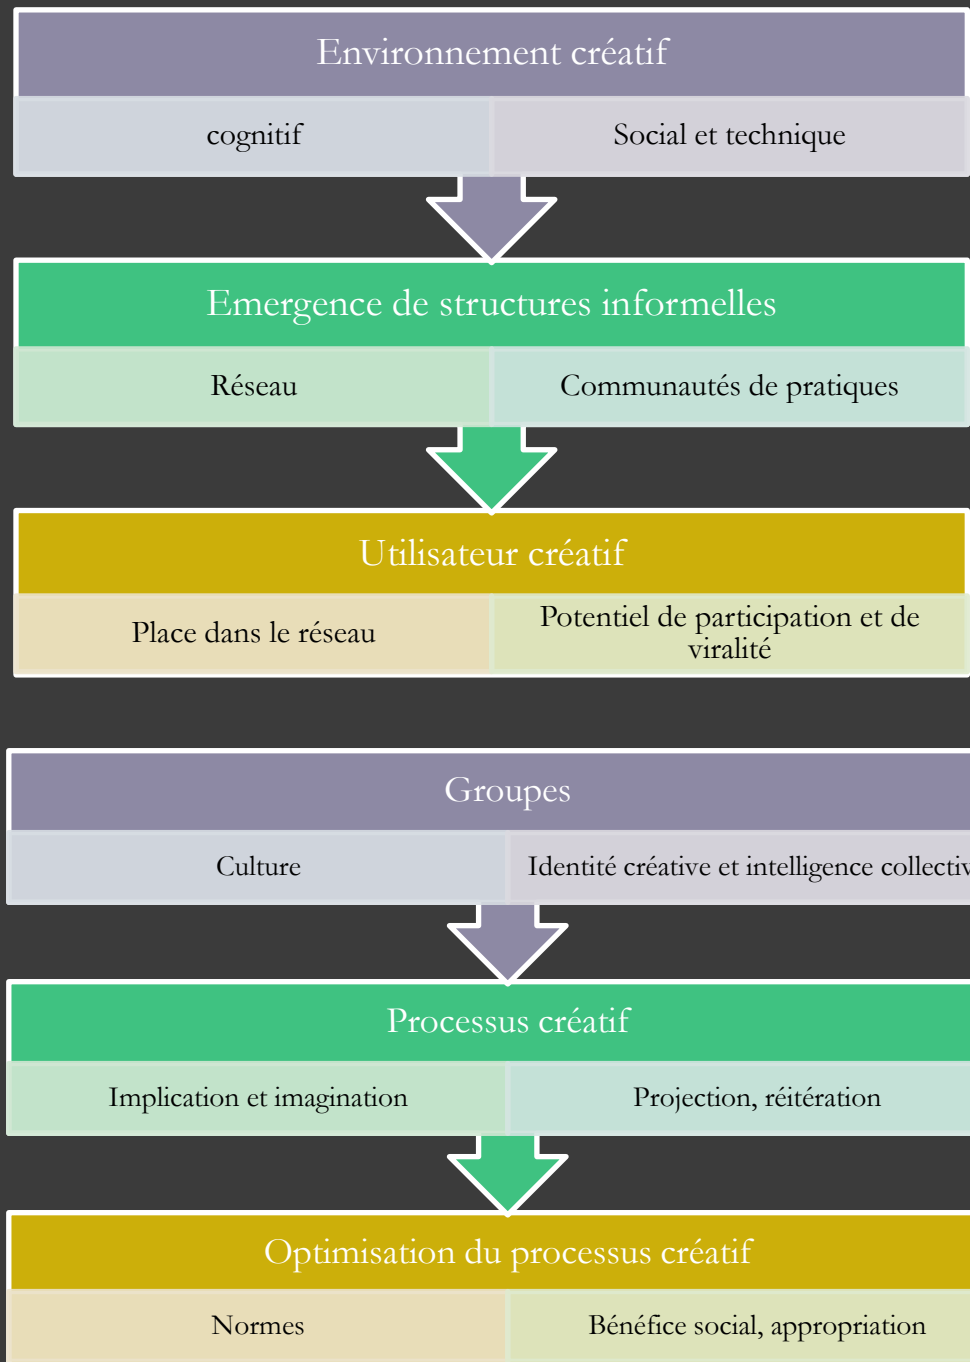 Environnement créatif
cognitif
Social et technique
Emergence de structures informelles
Réseau
Communautés de pratiques
Utilisateur créatif
Place dans le réseau
Potentiel de participation et de
viralité
Groupes
Culture
Identité créative et intelligence collectiv
Processus créatif
Implication et imagination
Projection, réitération
Optimisation du processus créatif
Normes
Bénéfice social, appropriation